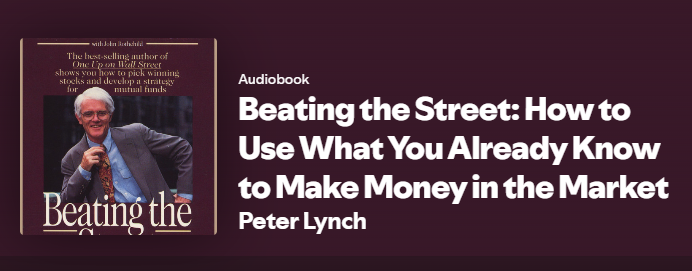 with John Rothchild
The best-selling author of
One Up on Wall Street
shows you how to pick winning
stocks and develop a strategy
for mutual funds
Beating the
Street
Audiobook
Beating the Street: How to
Use What You Already Know
to Make Money in the Market
Peter Lynch